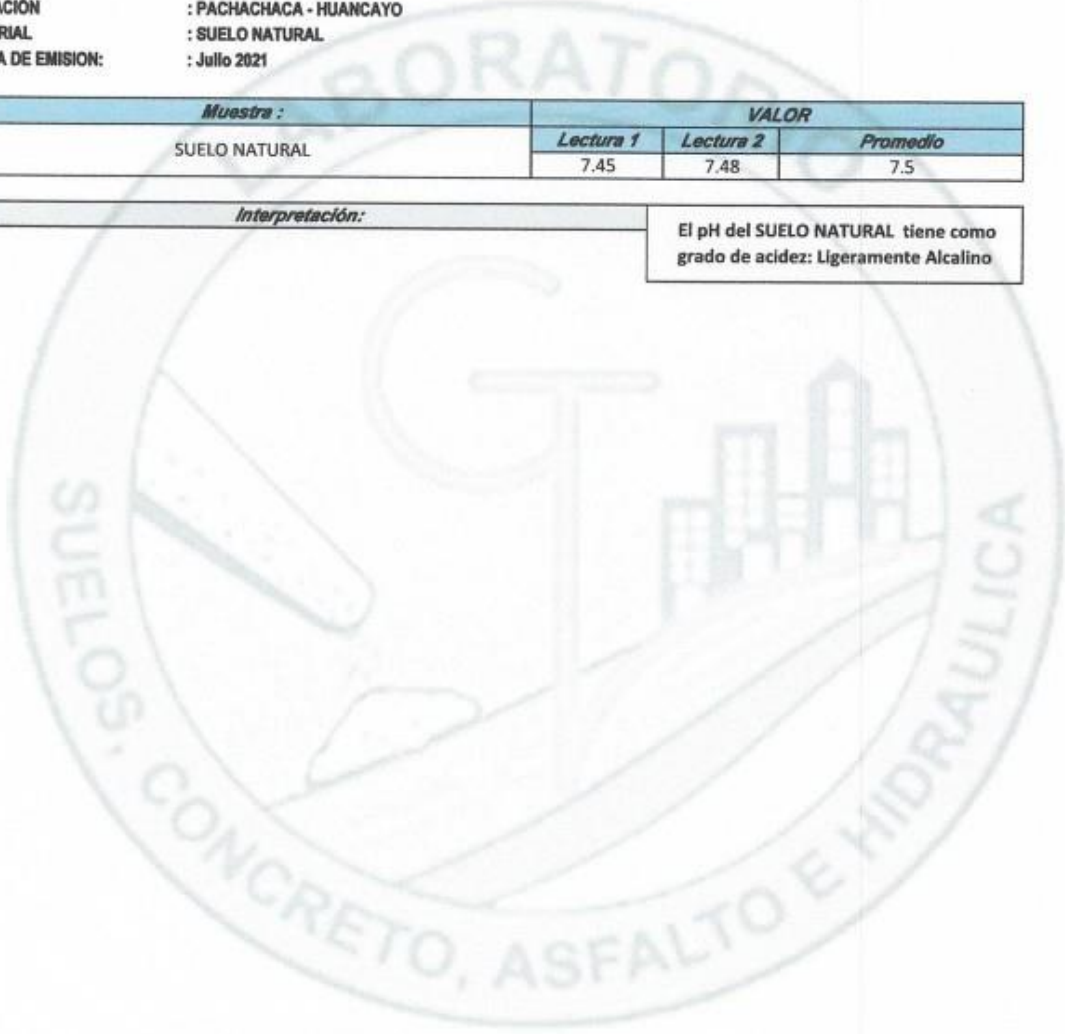 : PACHACHACA - HUANCAYO
: SUELO NATURAL
DE EMISION: : Julio 2021
Muestra : VALOR
SUELO NATURAL Lectura 1 Lectura 2 Promedio
7.45 7.48 7.5
Interpretación:
El pH del SUELO NATURAL tiene como
grado de acidez: Ligeramente Alcalino
LABORATORIO
SUELOS, CONCRETO, ASFALTO E HIDRAULICA